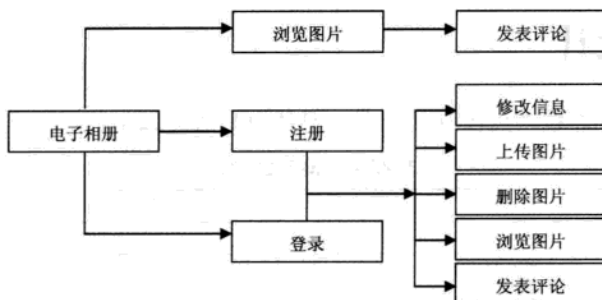 浏览图片
发表评论
电子相册
注册
登录
修改信息
上传图片
删除图片
浏览图片
发表评论